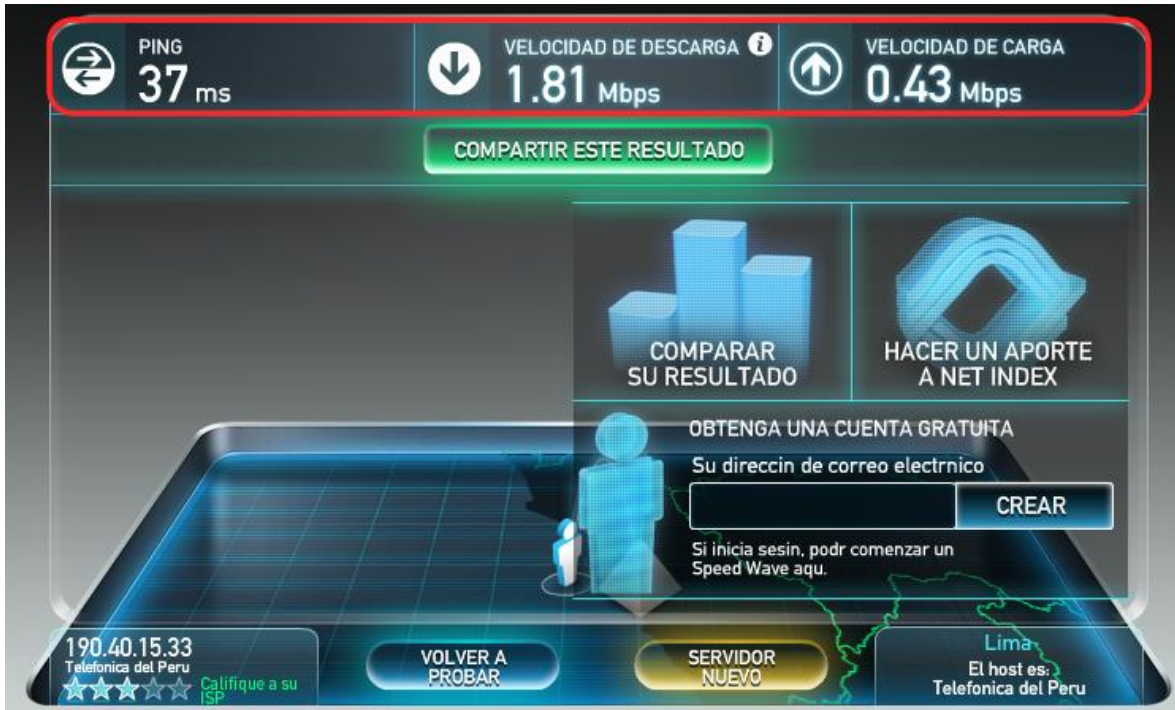 PING
37 ms
VELOCIDAD DE DESCARGA i
1.81 Mbps
VELOCIDAD DE CARGA
0.43 Mbps
COMPARTIR ESTE RESULTADO
COMPARAR
SU RESULTADO
HACER UN APORTE
A NET INDEX
OBTENGA UNA CUENTA GRATUITA
Su direccin de correo electrnico
CREAR
Si inicia sesin, podr comenzar un
Speed Wave aqu.
190.40.15.33
Telefonica del Peru
Califique a su
ISP
VOLVER A
PROBAR
SERVIDOR
NUEVO
Lima
El host es:
Telefonica del Peru